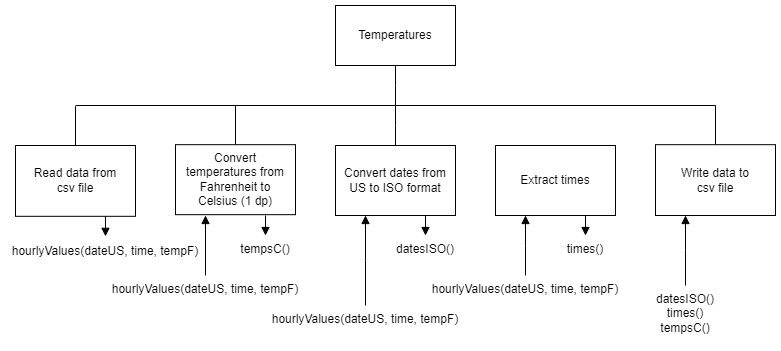 Temperatures
Read data from
csv file
Convert
temperatures from
Fahrenheit to
Celsius (1 dp)
Convert dates from
US to ISO format
Extract times
Write data to
csv file
hourlyValues(dateUS, time, tempF)
tempsC()
datesISO()
times()
hourlyValues(dateUS, time, tempF)
hourlyValues(dateUS, time, tempF)
hourlyValues(dateUS, time, tempF)
datesISO()
times()
tempsC()